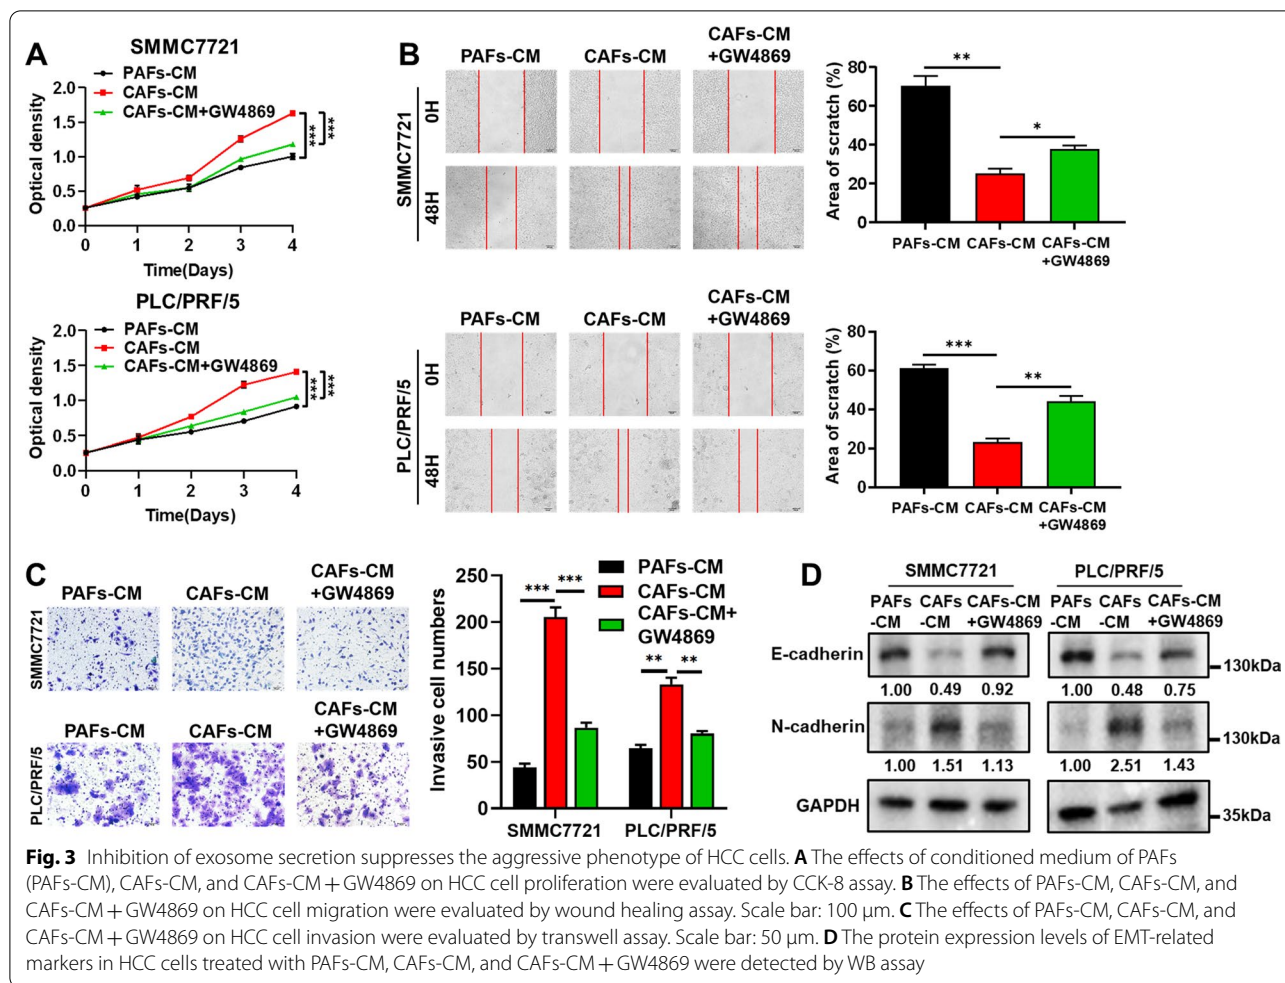 A
SMMC7721
PAFs-CM
CAFs-CM
CAFs-CM+GW4869
Optical density
2.0
1.5
1.0
0.5
0.0
***
***
0 1 2 3 4
Time(Days)
PLC/PRF/5
PAFs-CM
CAFs-CM
CAFs-CM+GW4869
Optical density
2.0
1.5
1.0
0.5
0.0
***
***
0 1 2 3 4
Time(Days)
B
PAFs-CM CAFs-CM CAFs-CM
+GW4869
SMMC7721
0H
48H
Area of scratch (%)
80
60
40
20
0
**
*
PAFs-CM CAFs-CM CAFs-CM
+GW4869
PAFs-CM CAFs-CM CAFs-CM
+GW4869
PLC/PRF/5
0H
48H
Area of scratch (%)
80
60
40
20
0
***
**
PAFs-CM CAFs-CM CAFs-CM
+GW4869
C
PAFs-CM CAFs-CM CAFs-CM
+GW4869
SMMC7721
PAFs-CM CAFs-CM CAFs-CM
+GW4869
PLC/PRF/5
Invasive cell numbers
250
200
150
100
50
0
PAFs-CM
CAFs-CM
CAFs-CM+
GW4869
*** ***
** **
SMMC7721 PLC/PRF/5
D
SMMC7721 PLC/PRF/5
PAFs CAFs CAFs-CM PAFs CAFs CAFs-CM
-CM -CM +GW4869 -CM -CM +GW4869
E-cadherin 130kDa
1.00 0.49 0.92 1.00 0.48 0.75
N-cadherin 130kDa
1.00 1.51 1.13 1.00 2.51 1.43
GAPDH 35kDa
Fig. 3 Inhibition of exosome secretion suppresses the aggressive phenotype of HCC cells. A The effects of conditioned medium of PAFs
(PAFs-CM), CAFs-CM, and CAFs-CM + GW4869 on HCC cell proliferation were evaluated by CCK-8 assay. B The effects of PAFs-CM, CAFs-CM, and
CAFs-CM + GW4869 on HCC cell migration were evaluated by wound healing assay. Scale bar: 100 μm. C The effects of PAFs-CM, CAFs-CM, and
CAFs-CM + GW4869 on HCC cell invasion were evaluated by transwell assay. Scale bar: 50 μm. D The protein expression levels of EMT-related
markers in HCC cells treated with PAFs-CM, CAFs-CM, and CAFs-CM + GW4869 were detected by WB assay